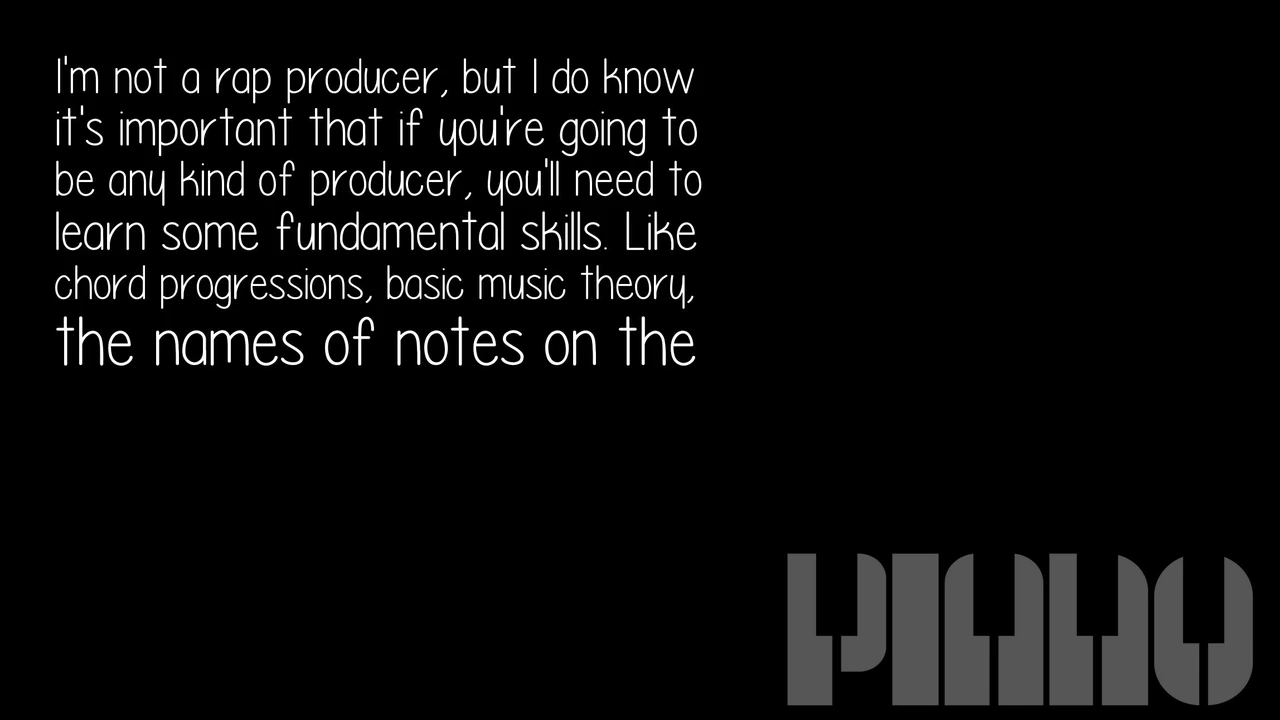 I'm not a rap producer, but I do know
it's important that if you're going to
be any kind of producer, you'll need to
learn some fundamental skills. Like
chord progressions, basic music theory,
the names of notes on the
PIANO